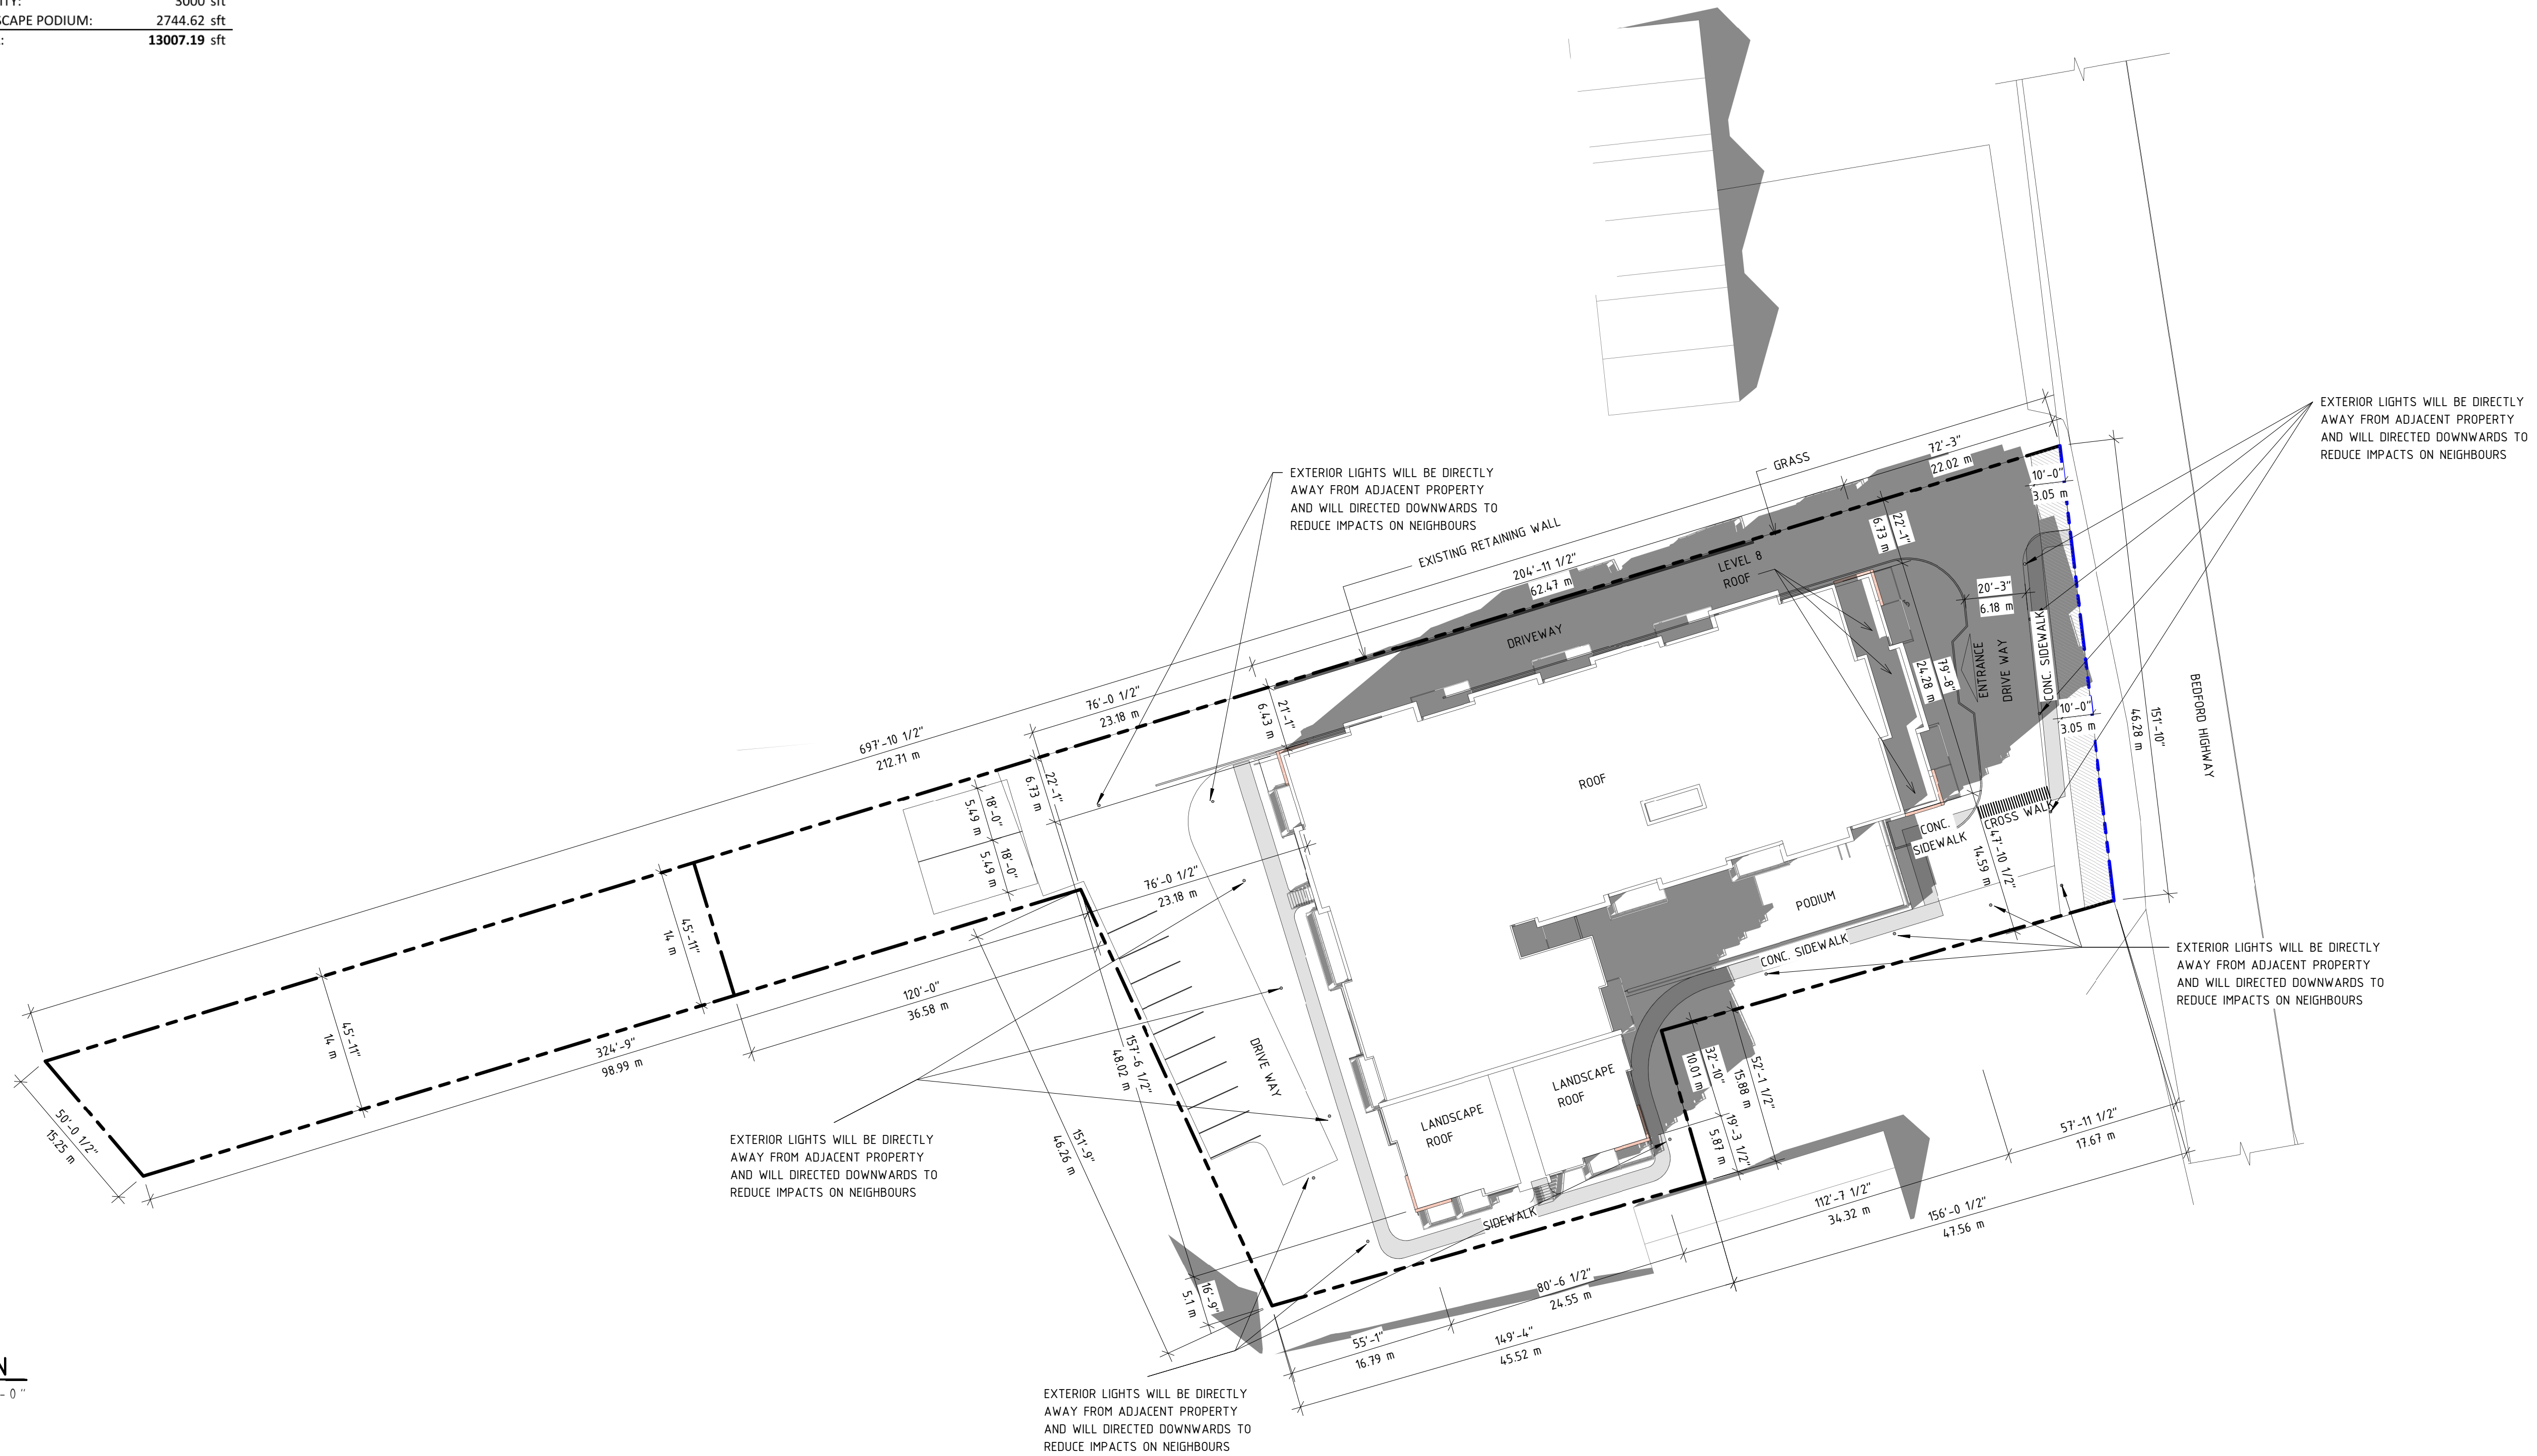 ITY: 3000 sft
SCAPE PODIUM: 2744.62 sft
: 13007.19 sft
EXTERIOR LIGHTS WILL BE DIRECTLY
AWAY FROM ADJACENT PROPERTY
AND WILL DIRECTED DOWNWARDS TO
REDUCE IMPACTS ON NEIGHBOURS
EXTERIOR LIGHTS WILL BE DIRECTLY
AWAY FROM ADJACENT PROPERTY
AND WILL DIRECTED DOWNWARDS TO
REDUCE IMPACTS ON NEIGHBOURS
GRASS
72'-3"
22.02 m
10'-0"
3.05 m
EXISTING RETAINING WALL
204'-11 1/2"
62.47 m
LEVEL 8
ROOF
22'-1"
6.73 m
20'-3"
6.18 m
DRIVEWAY
CONC. SIDEWALK
ENTRANCE
DRIVE WAY
79'-8"
24.28 m
10'-0"
3.05 m
151'-10"
46.28 m
BEDFORD HIGHWAY
76'-0 1/2"
23.18 m
21'-1"
6.43 m
697'-10 1/2"
212.71 m
22'-1"
6.73 m
18'-0"
5.49 m
18'-0"
5.49 m
ROOF
CROSS WALK
CONC.
SIDEWALK
47'-10 1/2"
14.59 m
76'-0 1/2"
23.18 m
PODIUM
CONC. SIDEWALK
45'-11"
14 m
120'-0"
36.58 m
EXTERIOR LIGHTS WILL BE DIRECTLY
AWAY FROM ADJACENT PROPERTY
AND WILL DIRECTED DOWNWARDS TO
REDUCE IMPACTS ON NEIGHBOURS
45'-11"
14 m
324'-9"
98.99 m
157'-6 1/2"
48.02 m
DRIVE WAY
32'-10"
10.01 m
52'-1 1/2"
15.88 m
LANDSCAPE
ROOF
LANDSCAPE
ROOF
50'-0 1/2"
15.25 m
EXTERIOR LIGHTS WILL BE DIRECTLY
AWAY FROM ADJACENT PROPERTY
AND WILL DIRECTED DOWNWARDS TO
REDUCE IMPACTS ON NEIGHBOURS
151'-9"
46.26 m
19'-3 1/2"
5.87 m
57'-11 1/2"
17.67 m
SIDEWALK
112'-7 1/2"
34.32 m
156'-0 1/2"
47.56 m
16'-9"
5.1 m
80'-6 1/2"
24.55 m
55'-1"
16.79 m
149'-4"
45.52 m
N
-0"
EXTERIOR LIGHTS WILL BE DIRECTLY
AWAY FROM ADJACENT PROPERTY
AND WILL DIRECTED DOWNWARDS TO
REDUCE IMPACTS ON NEIGHBOURS